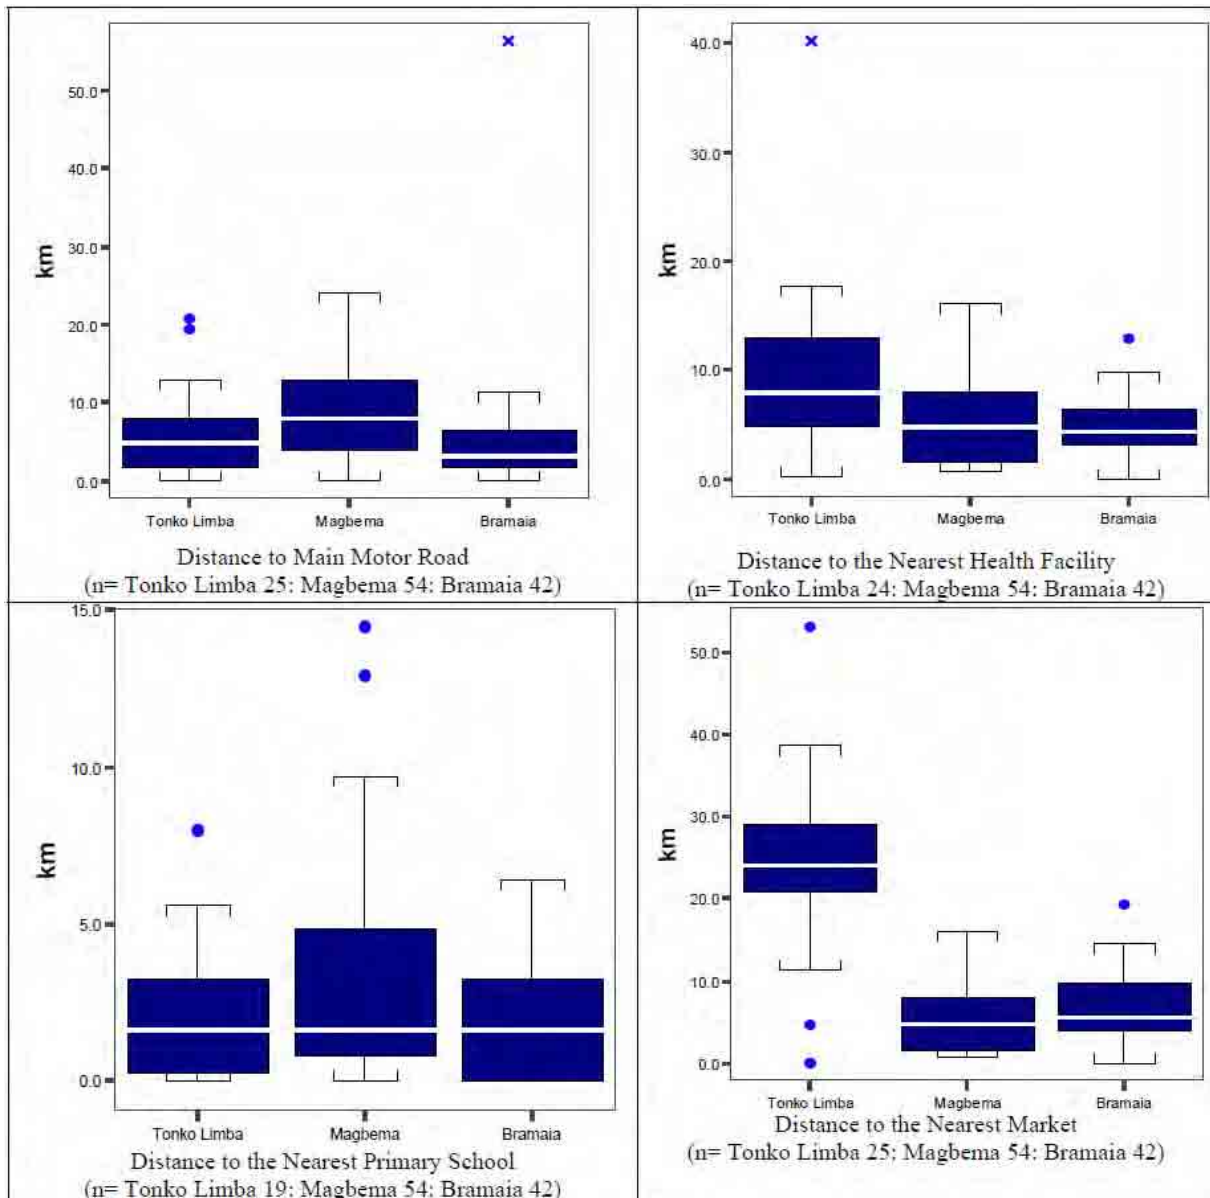 50.0
40.0
30.0
20.0
10.0
0.0
km
Tonko Limba Magbema Bramaia
Distance to Main Motor Road
(n= Tonko Limba 25: Magbema 54: Bramaia 42)
40.0
30.0
20.0
10.0
0.0
km
Tonko Limba Magbema Bramaia
Distance to the Nearest Health Facility
(n= Tonko Limba 24: Magbema 54: Bramaia 42)
15.0
10.0
5.0
0.0
km
Tonko Limba Magbema Bramaia
Distance to the Nearest Primary School
(n= Tonko Limba 19: Magbema 54: Bramaia 42)
50.0
40.0
30.0
20.0
10.0
0.0
km
Tonko Limba Magbema Bramaia
Distance to the Nearest Market
(n= Tonko Limba 25: Magbema 54: Bramaia 42)